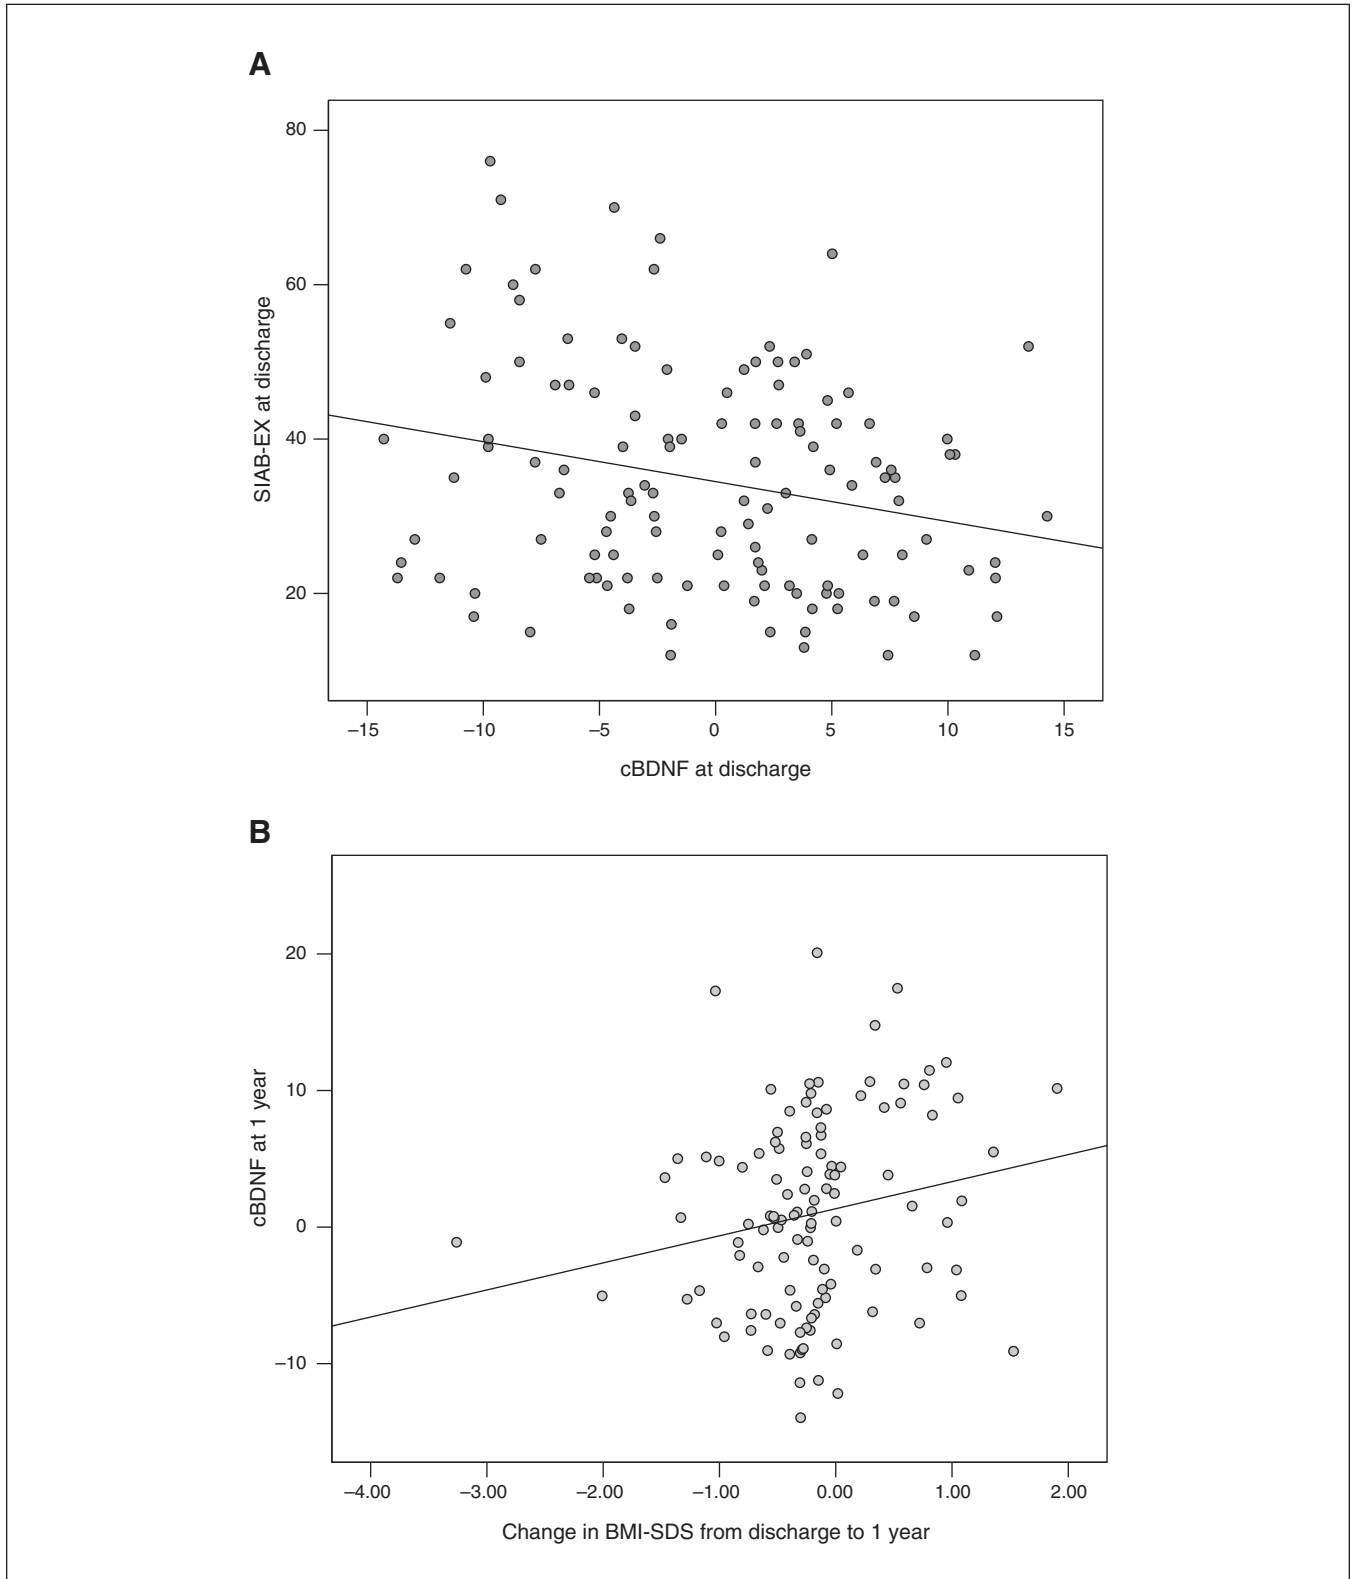 A
80
60
40
20
SIAB-EX at discharge
–15 –10 –5 0 5 10 15
cBDNF at discharge
B
20
10
0
–10
cBDNF at 1 year
–4.00 –3.00 –2.00 –1.00 0.00 1.00 2.00
Change in BMI-SDS from discharge to 1 year